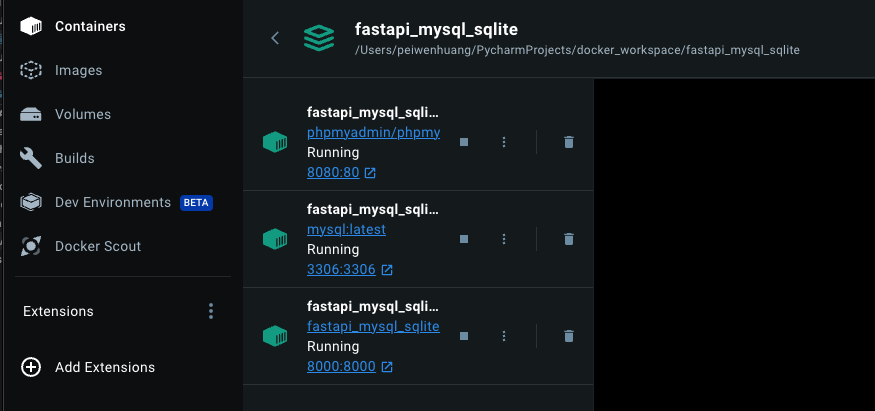 Containers
Images
Volumes
Builds
Dev Environments BETA
Docker Scout
Extensions
Add Extensions
fastapi_mysql_sqlite
/Users/peiwenhuang/PycharmProjects/docker_workspace/fastapi_mysql_sqlite
fastapi_mysql_sqli...
phpmyadmin/phpmy
Running
8080:80
fastapi_mysql_sqli...
mysql:latest
Running
3306:3306
fastapi_mysql_sqli...
fastapi_mysql_sqlite
Running
8000:8000